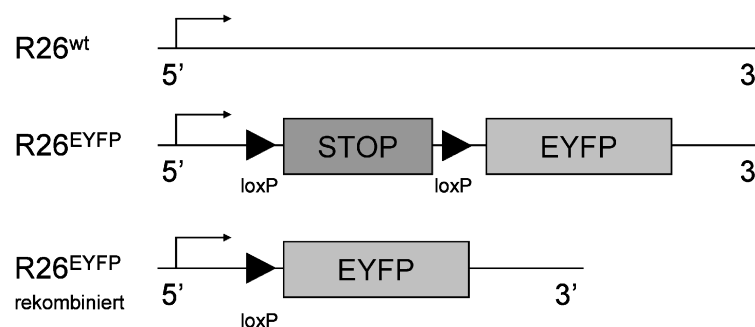 R26wt
5’ 3
R26EYFP STOP EYFP
5’ loxP loxP 3
R26EYFP EYFP
rekombiniert 5’ 3’
loxP